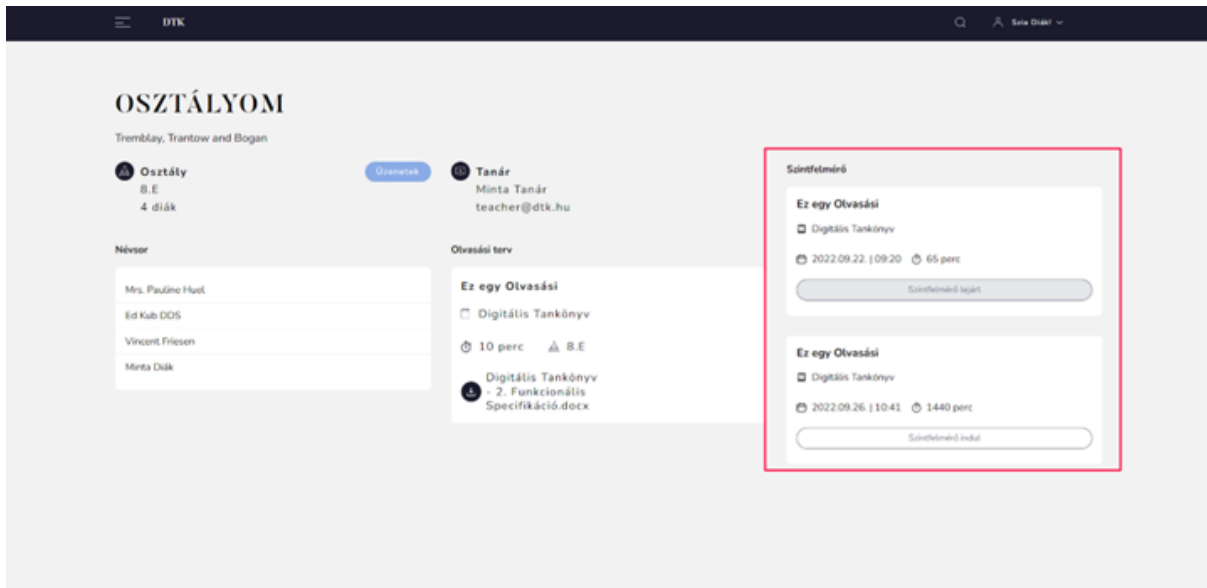 DTK
Szia Diák!
OSZTÁLYOM
Tremblay, Trantow and Bogan
Osztály
8.E
4 diák
Üzenetek
Névsor
Mrs. Pauline Huel
Ed Kub DDS
Vincent Friesen
Minta Diák
Tanár
Minta Tanár
teacher@dtk.hu
Olvasási terv
Ez egy Olvasási
Digitális Tankönyv
10 perc 8.E
Digitális Tankönyv
- 2. Funkcionális
Specifikáció.docx
Szintfelmérő
Ez egy Olvasási
Digitális Tankönyv
2022.09.22. | 09:20 65 perc
Szintfelmérő lejárt
Ez egy Olvasási
Digitális Tankönyv
2022.09.26. | 10:41 1440 perc
Szintfelmérő indul